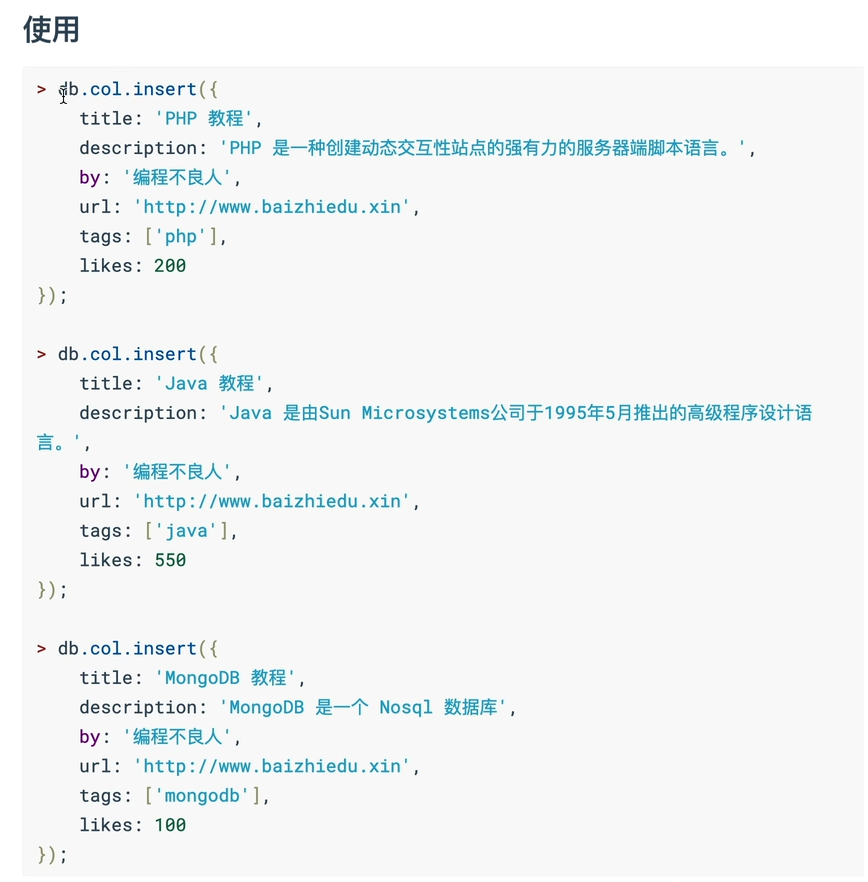 使用
> db.col.insert({
    title: 'PHP 教程',
    description: 'PHP 是一种创建动态交互性站点的强有力的服务器端脚本语言。',
    by: '编程不良人',
    url: 'http://www.baizhiedu.xin',
    tags: ['php'],
    likes: 200
});
> db.col.insert({
    title: 'Java 教程',
    description: 'Java 是由Sun Microsystems公司于1995年5月推出的高级程序设计语
言。',
    by: '编程不良人',
    url: 'http://www.baizhiedu.xin',
    tags: ['java'],
    likes: 550
});
> db.col.insert({
    title: 'MongoDB 教程',
    description: 'MongoDB 是一个 Nosql 数据库',
    by: '编程不良人',
    url: 'http://www.baizhiedu.xin',
    tags: ['mongodb'],
    likes: 100
});